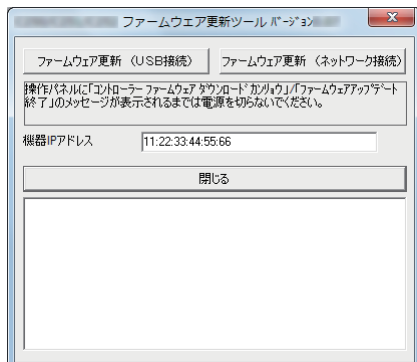 ファームウェア更新ツール ﾊﾞｰｼﾞｮﾝ
ファームウェア更新 (USB接続)
ファームウェア更新 (ネットワーク接続)
操作パネルに「コントローラー ファームウェア ダウンロード カンリョウ」/「ファームウェアアップデート
終了」のメッセージが表示されるまでは電源を切らないでください。
機器IPアドレス
11:22:33:44:55:66
閉じる